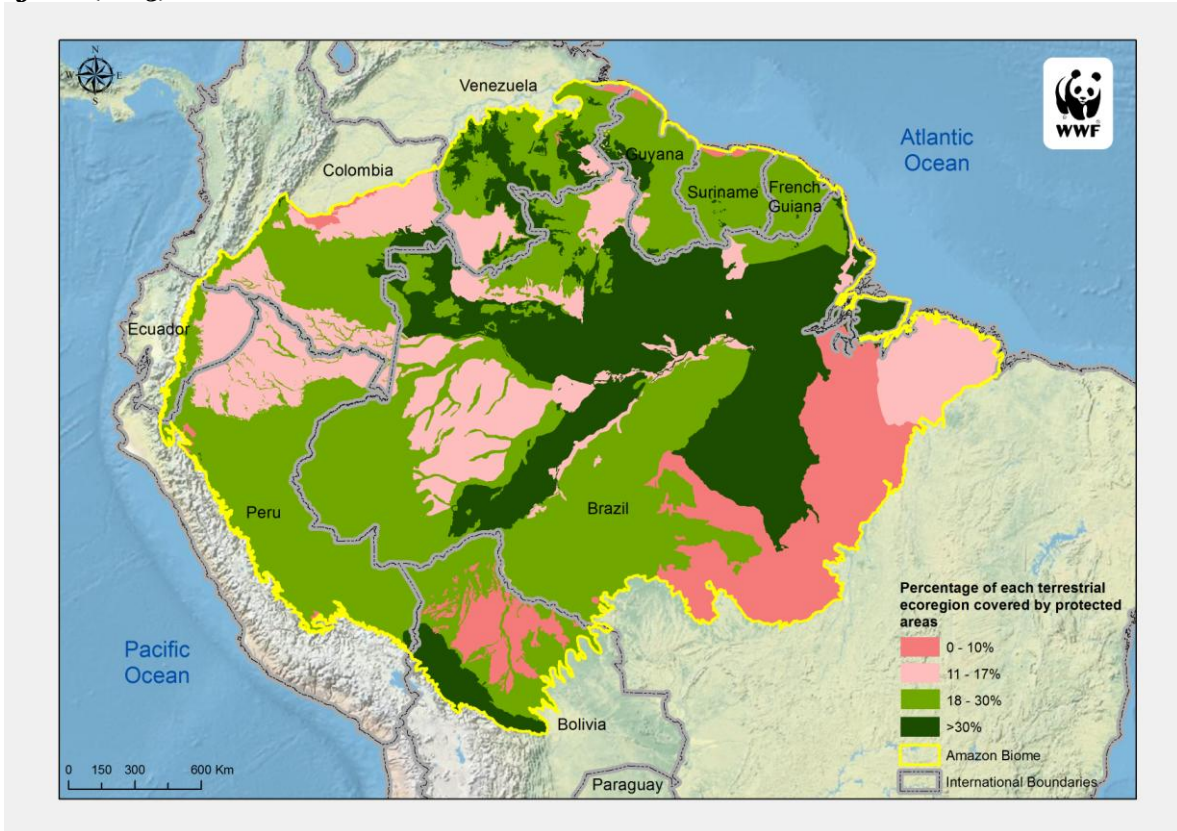 N
W
E
S
Venezuela
WWF
Atlantic
Ocean
Guyana
Colombia
Suriname
French
Guiana
Ecuador
Peru
Brazil
Pacific
Ocean
Bolivia
Paraguay
Percentage of each terrestrial
ecoregion covered by protected
areas
0 - 10%
11 - 17%
18 - 30%
>30%
Amazon Biome
International Boundaries
0 150 300 600 Km